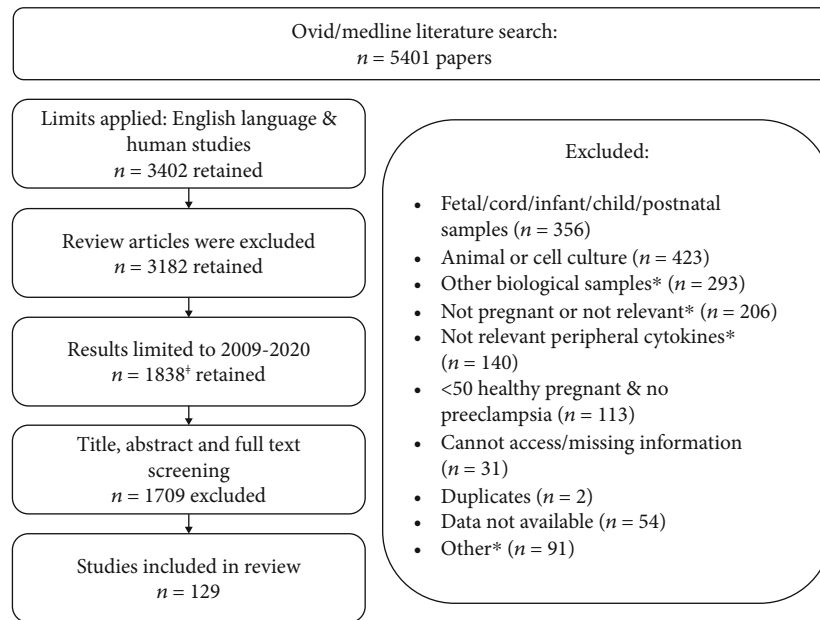 Ovid/medline literature search:
n = 5401 papers
Limits applied: English language &
human studies
n = 3402 retained
Review articles were excluded
n = 3182 retained
Results limited to 2009-2020
n = 1838‡ retained
Title, abstract and full text
screening
n = 1709 excluded
Studies included in review
n = 129
Excluded:
• Fetal/cord/infant/child/postnatal
samples (n = 356)
• Animal or cell culture (n = 423)
• Other biological samples* (n = 293)
• Not pregnant or not relevant* (n = 206)
• Not relevant peripheral cytokines*
(n = 140)
• <50 healthy pregnant & no
preeclampsia (n = 113)
• Cannot access/missing information
(n = 31)
• Duplicates (n = 2)
• Data not available (n = 54)
• Other* (n = 91)